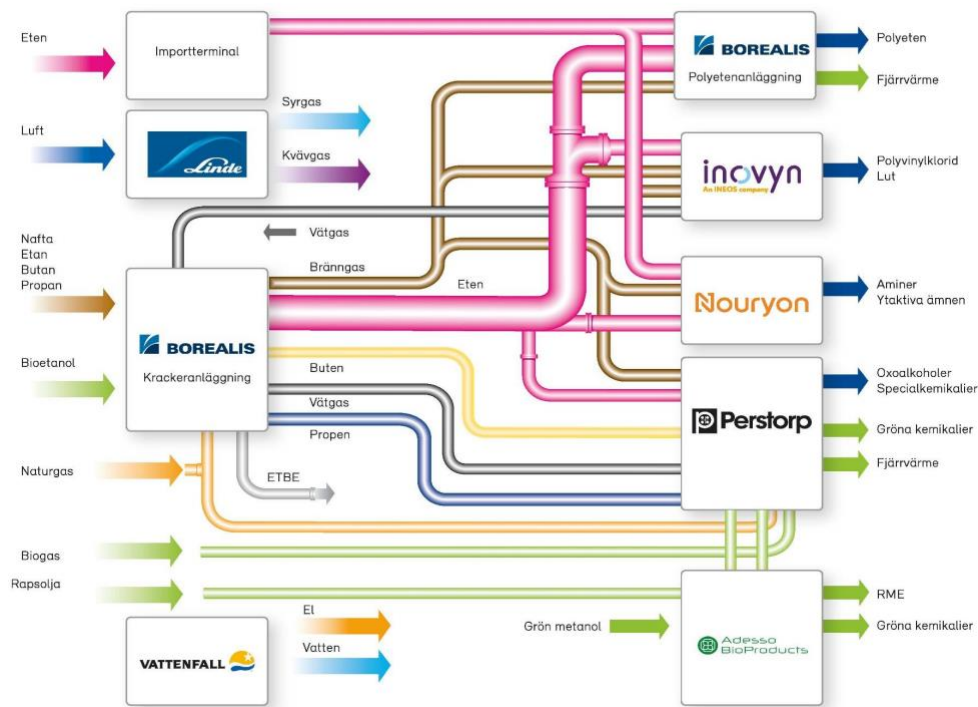 Eten
Importterminal
BOREALIS
Polyetenanläggning
Polyeten
Fjärrvärme
Luft
Linde
Syrgas
Kvävgas
inovyn
An INEOS company
Polyvinylklorid
Lut
Nafta
Etan
Butan
Propan
Vätgas
Bränngas
Eten
Nouryon
Aminer
Ytaktiva ämnen
Bioetanol
BOREALIS
Krackeranläggning
Buten
Vätgas
Propen
Perstorp
Oxoalkoholer
Specialkemikalier
Gröna kemikalier
Fjärrvärme
Naturgas
ETBE
Biogas
Rapsolja
VATTENFALL
El
Vatten
Grön metanol
Adesso
BioProducts
RME
Gröna kemikalier